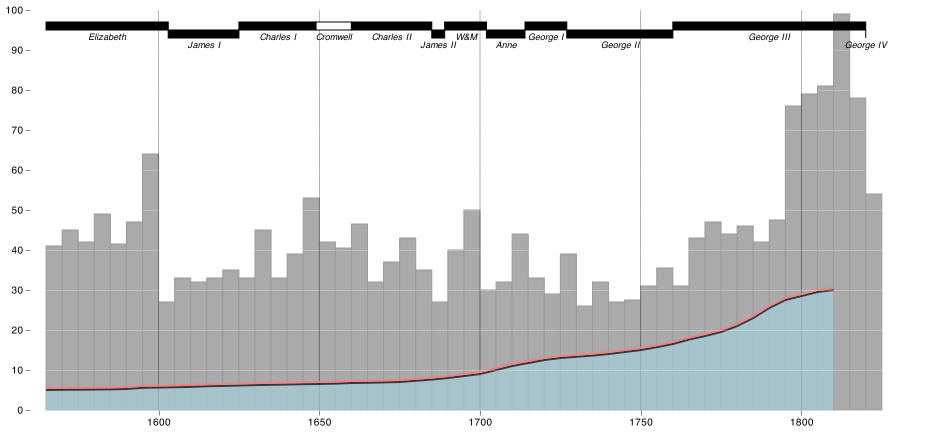 100
Elizabeth
James I
Charles I
Cromwell
Charles II
James II
W&M
Anne
George I
George II
George III
George IV
90
80
70
60
50
40
30
20
10
0
1600 1650 1700 1750 1800